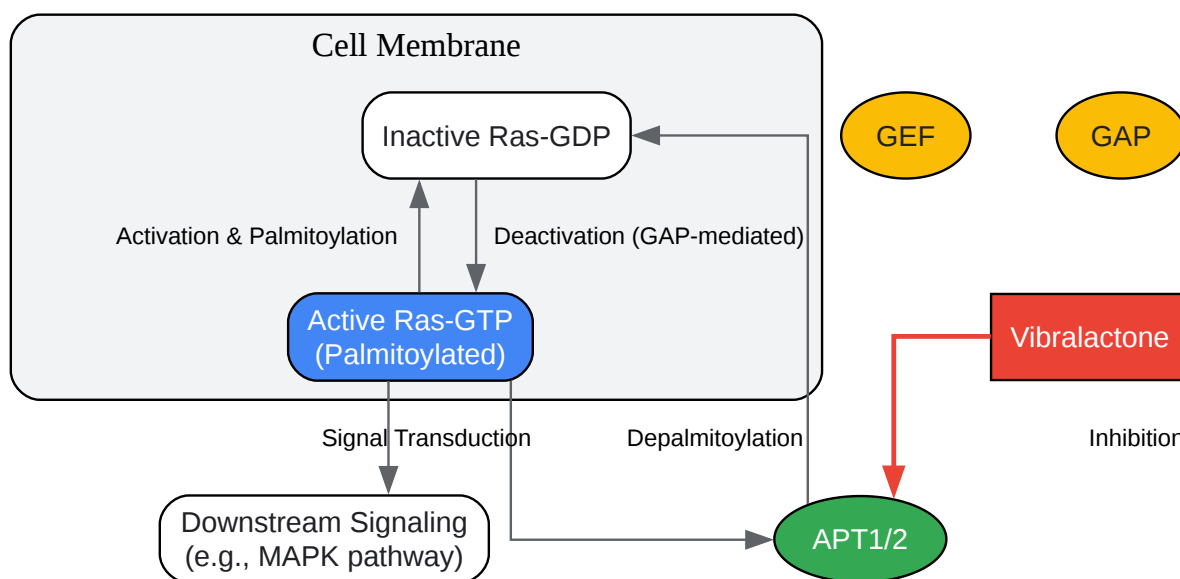 Cell Membrane
Inactive Ras-GDP
GEF
GAP
Activation & Palmitoylation
Deactivation (GAP-mediated)
Active Ras-GTP
(Palmitoylated)
Vibralactone
Signal Transduction
Depalmitoylation
Inhibition
Downstream Signaling
(e.g., MAPK pathway)
APT1/2